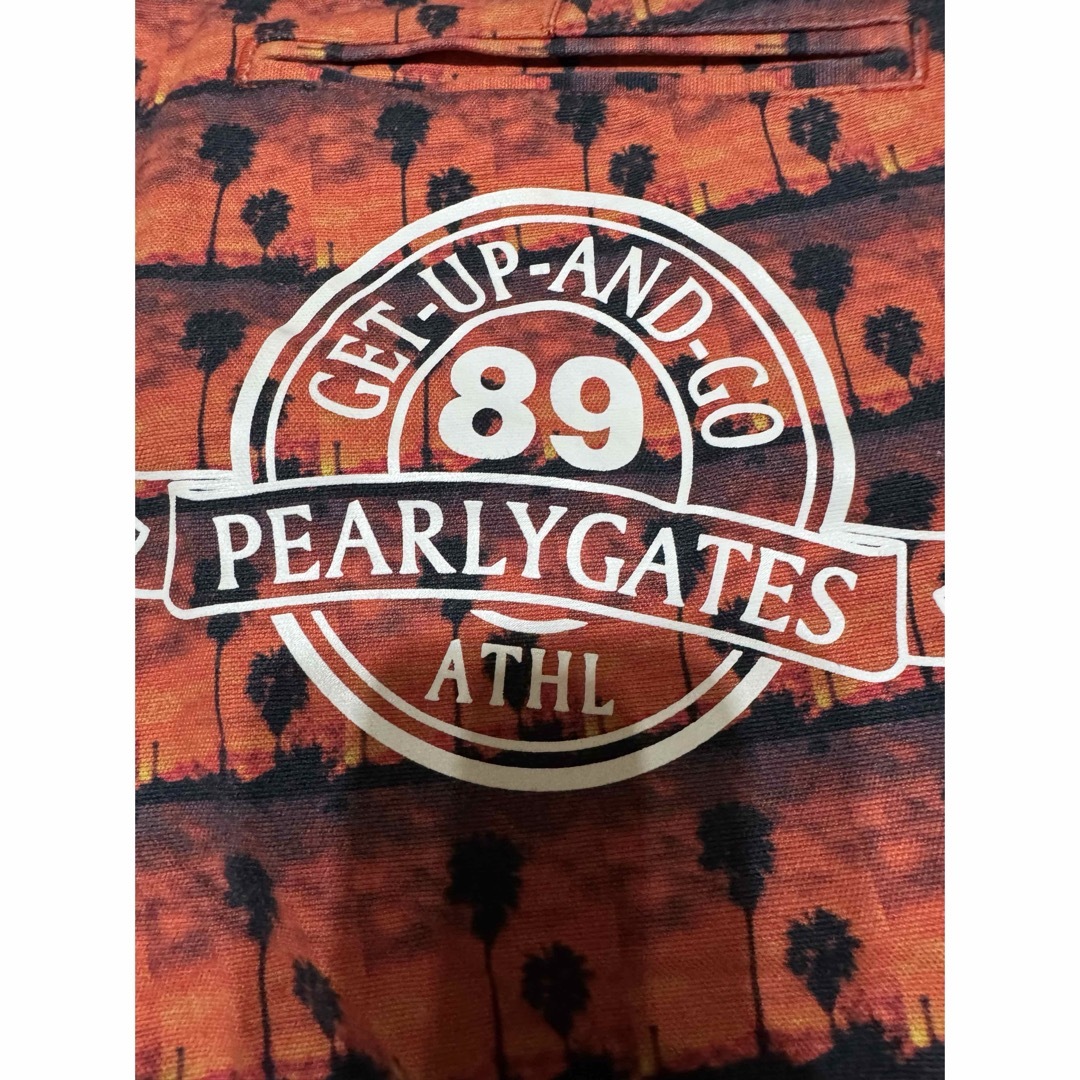 GET-UP-AND-GO
89
PEARLYGATES
ATHL